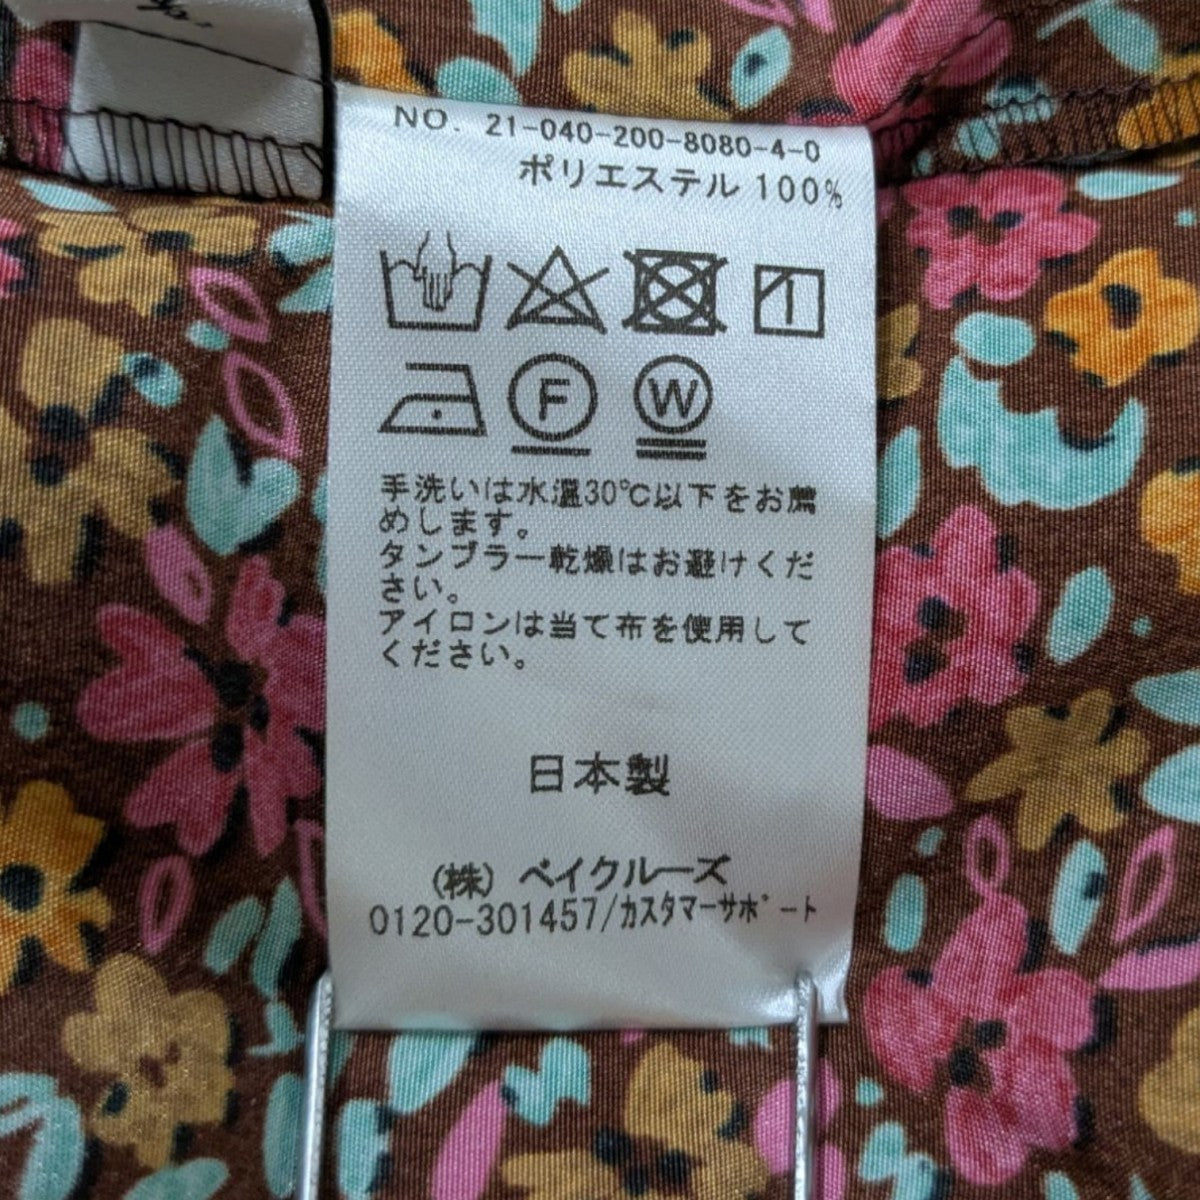 NO. 21-040-200-8080-4-0
ポリエステル 100%
F
W
手洗いは水温30℃以下をお薦
めします。
タンブラー乾燥はお避けくだ
さい。
アイロンは当て布を使用して
ください。
日本製
(株) ベイクルーズ
0120-301457/カスタマーサポート